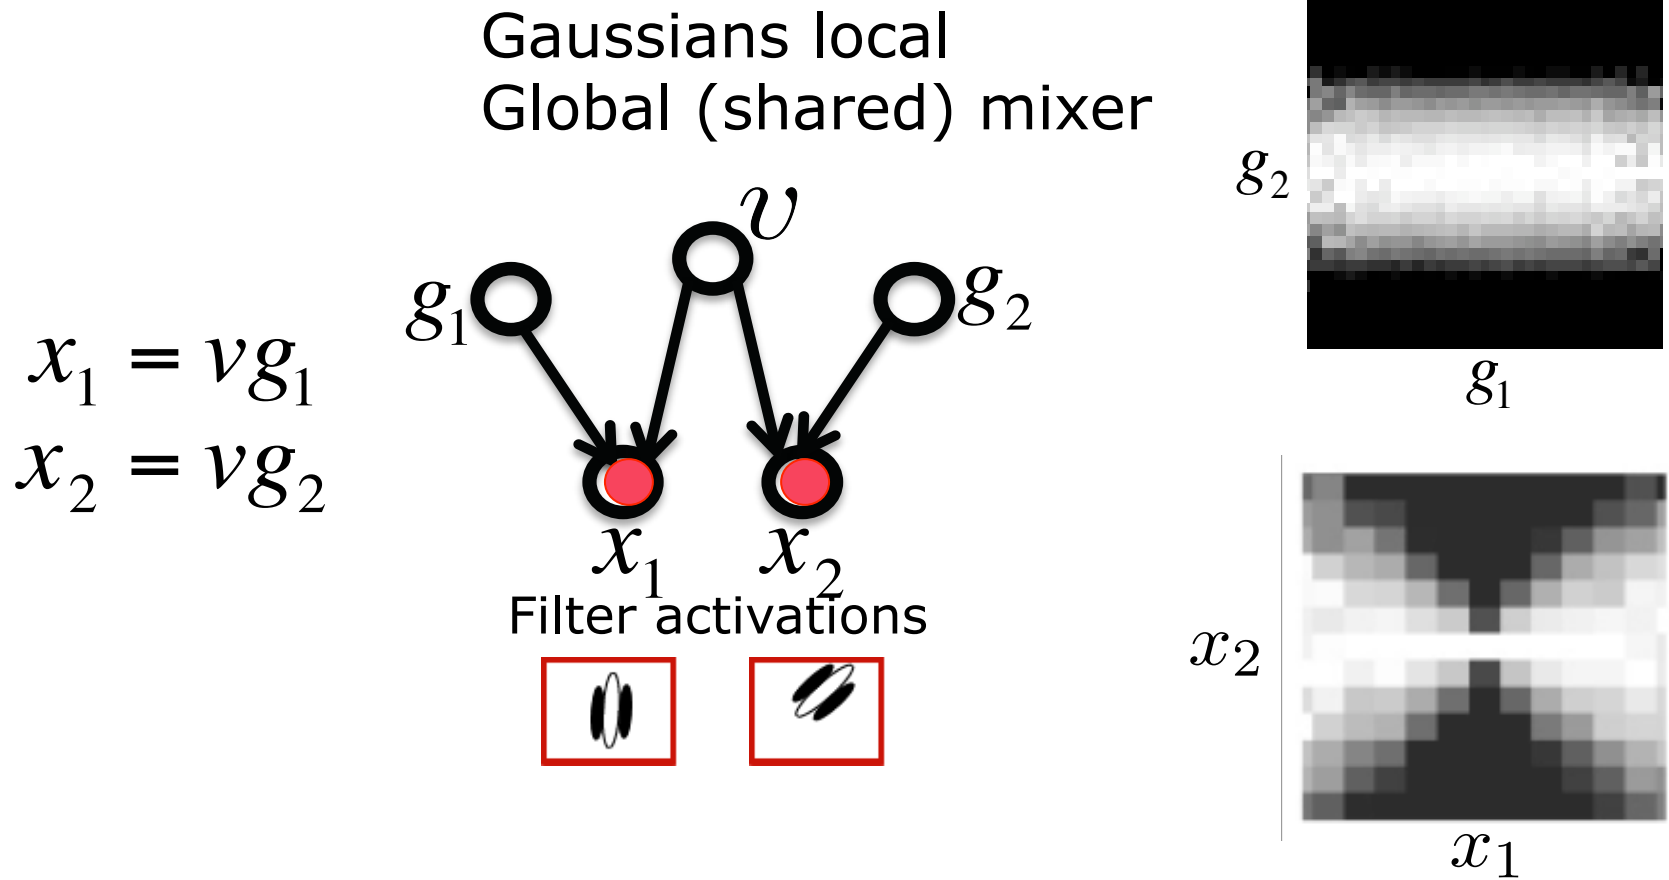 Gaussians local
Global (shared) mixer
v
g₁
g₂
x₁ = vg₁
x₂ = vg₂
x₁
x₂
Filter activations
g₂
g₁
x₂
x₁